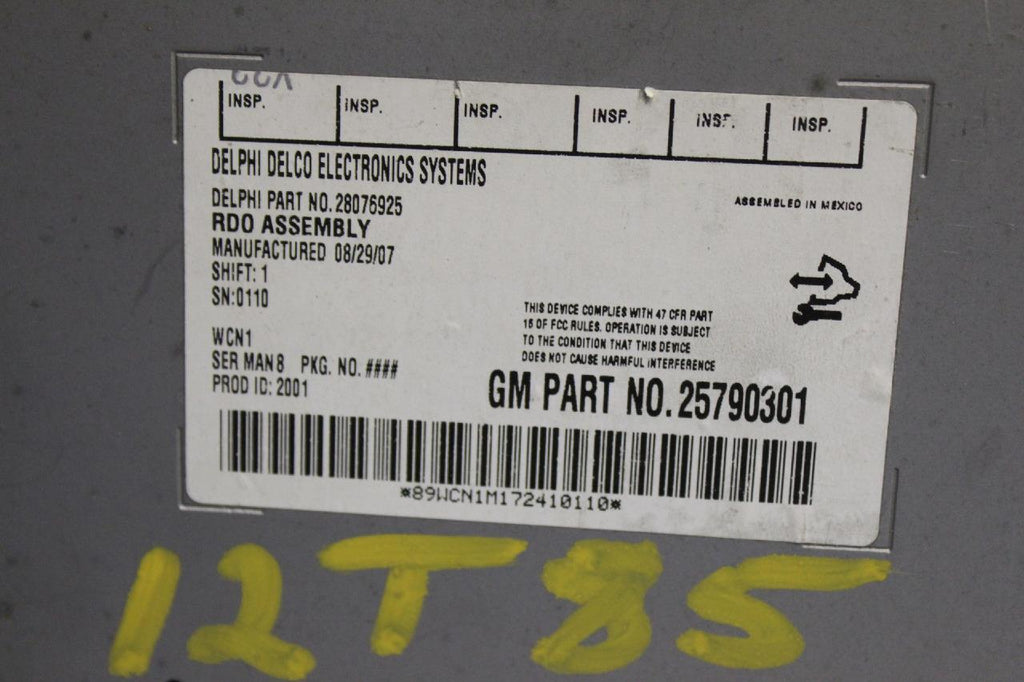 INSP. INSP. INSP. INSP. INSP. INSP.
DELPHI DELCO ELECTRONICS SYSTEMS
DELPHI PART NO. 28076925
RDO ASSEMBLY
MANUFACTURED 08/29/07
SHIFT: 1
SN:0110
ASSEMBLED IN MEXICO
WCN1
SER MAN 8 PKG. NO. ####
PROD ID: 2001
THIS DEVICE COMPLIES WITH 47 CFR PART
15 OF FCC RULES. OPERATION IS SUBJECT
TO THE CONDITION THAT THIS DEVICE
DOES NOT CAUSE HARMFUL INTERFERENCE
GM PART NO. 25790301
*89WCN1M172410110*
12T85